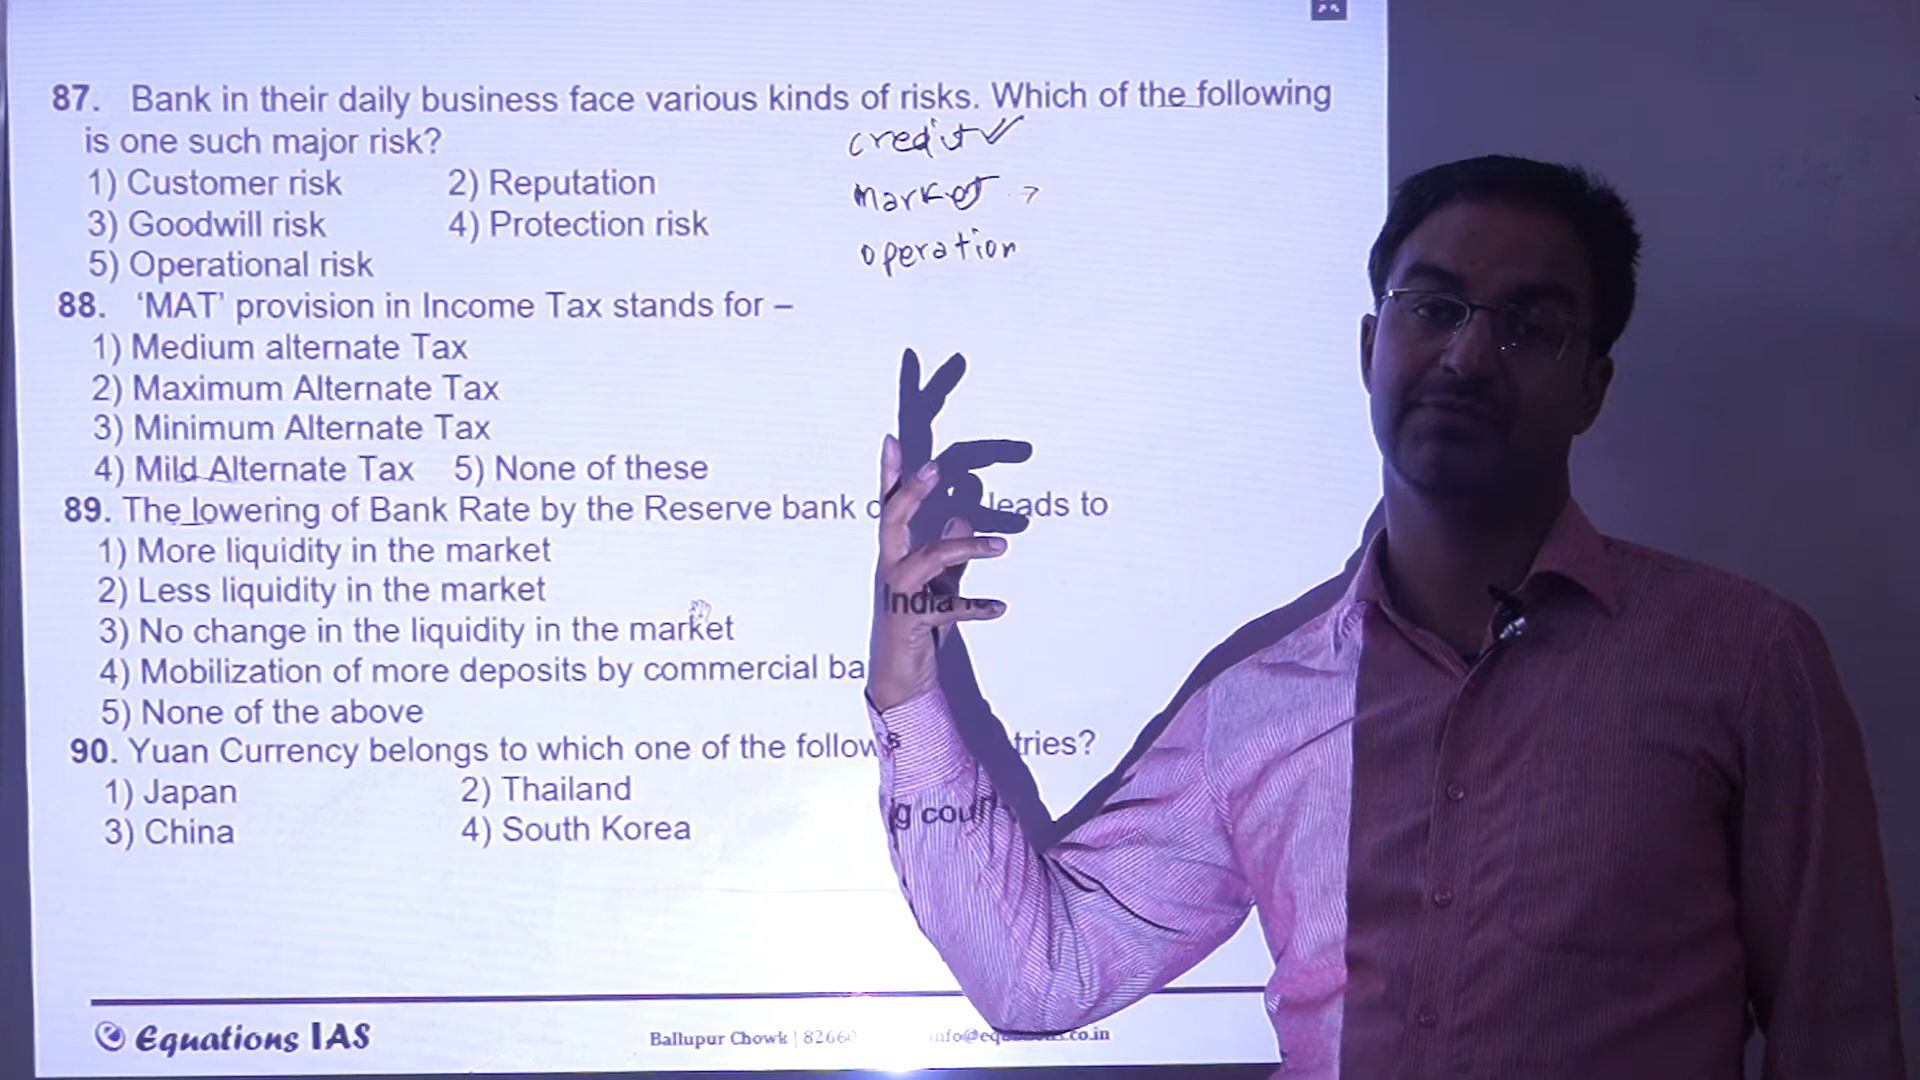 87. Bank in their daily business face various kinds of risks. Which of the following
is one such major risk?
credit
1) Customer risk 2) Reputation
market
3) Goodwill risk 4) Protection risk
operation
5) Operational risk
88. ‘MAT’ provision in Income Tax stands for –
1) Medium alternate Tax
2) Maximum Alternate Tax
3) Minimum Alternate Tax
4) Mild Alternate Tax 5) None of these
89. The lowering of Bank Rate by the Reserve bank leads to
1) More liquidity in the market
2) Less liquidity in the market
India
3) No change in the liquidity in the market
4) Mobilization of more deposits by commercial ba
5) None of the above
90. Yuan Currency belongs to which one of the follow tries?
1) Japan 2) Thailand
g coun
3) China 4) South Korea
Equations IAS
Ballupur Chowk | 8266 .co.in